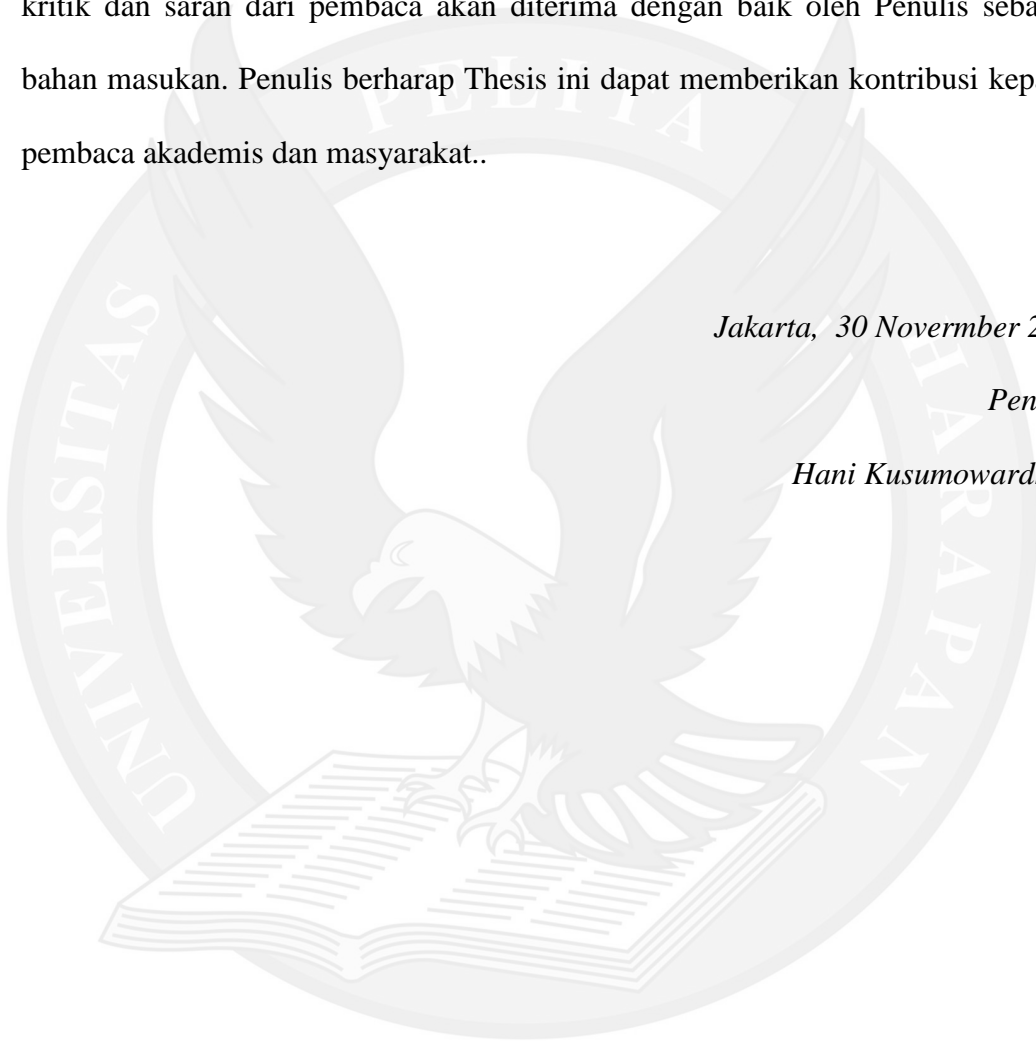 kritik dan saran dari pembaca akan diterima dengan baik oleh Penulis seba
bahan masukan. Penulis berharap Thesis ini dapat memberikan kontribusi kepa
pembaca akademis dan masyarakat..
Jakarta, 30 Novermber 2
Pen
Hani Kusumoward
UNIVERSITAS PELITA HARAPAN